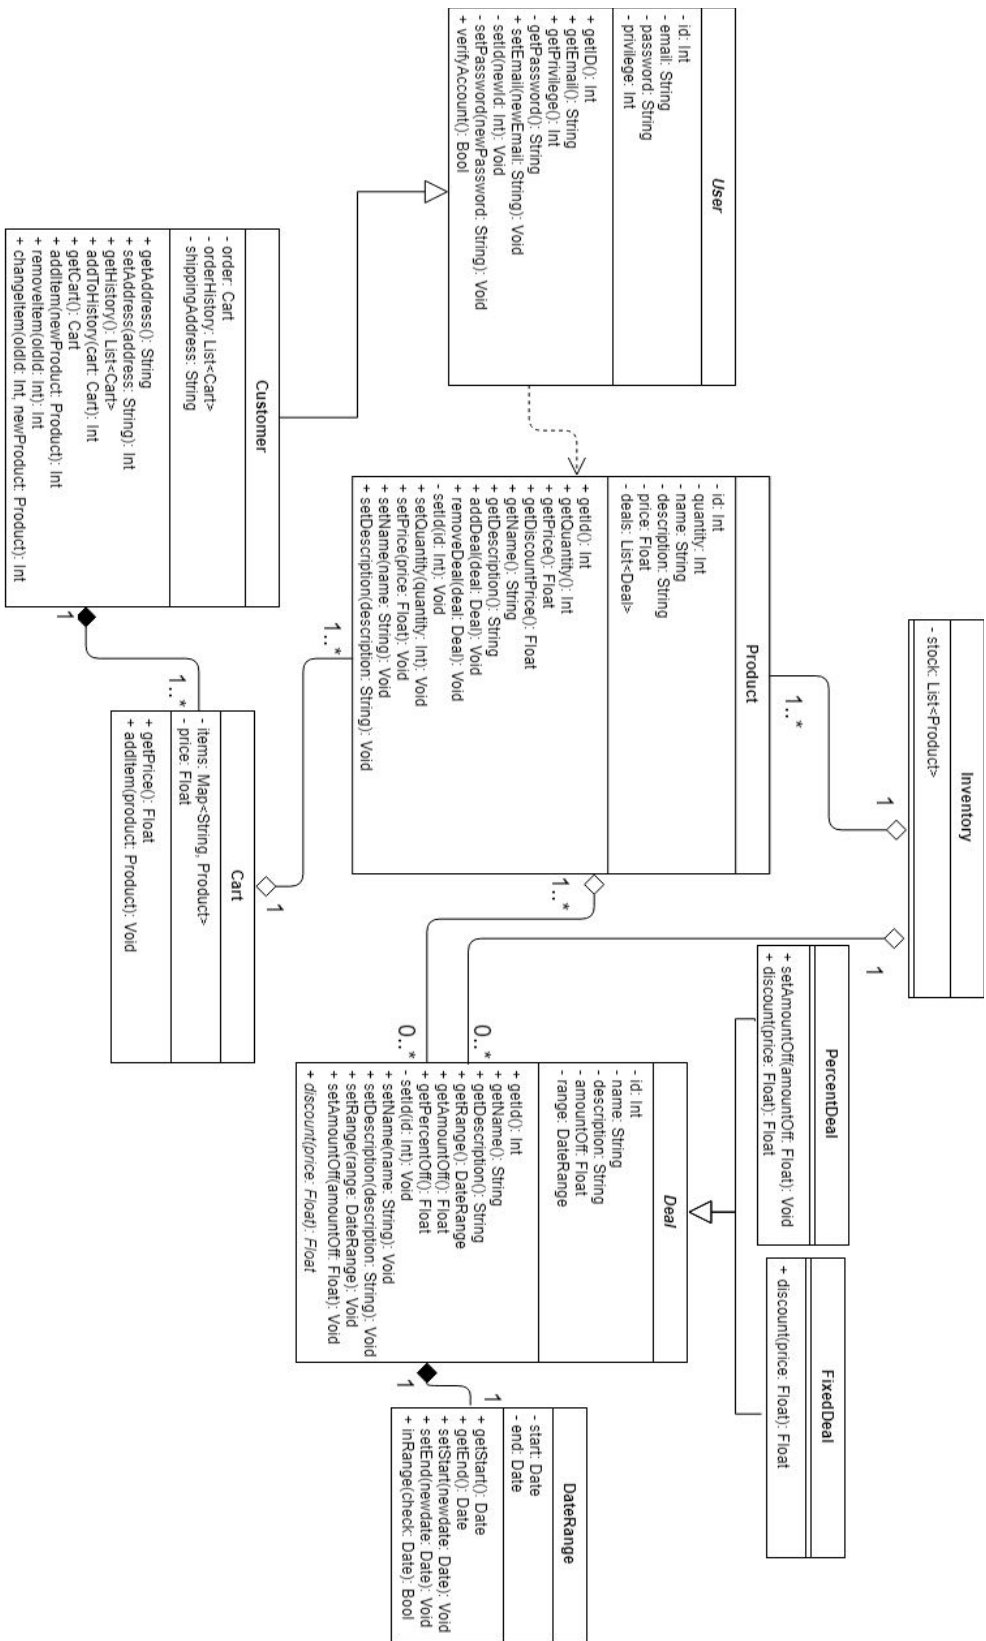 Inventory
- stock: List<Product>
1
1
1..*
0..*
User
- id: Int
- email: String
- password: String
- privilege: Int
+ getID(): Int
+ getEmail(): String
+ getPrivilege(): Int
- getPassword(): String
+ setEmail(newEmail: String): Void
- setId(newId: Int): Void
- setPassword(newPassword: String): Void
+ verifyAccount(): Bool
Product
- id: Int
- quantity: Int
- name: String
- description: String
- price: Float
- deals: List<Deal>
+ getId(): Int
+ getQuantity(): Int
+ getPrice(): Float
+ getDiscountPrice(): Float
+ getName(): String
+ getDescription(): String
+ addDeal(deal: Deal): Void
+ removeDeal(deal: Deal): Void
- setId(id: Int): Void
+ setQuantity(quantity: Int): Void
+ setPrice(price: Float): Void
+ setName(name: String): Void
+ setDescription(description: String): Void
1..*
0..*
1..*
1
PercentDeal
+ setAmountOff(amountOff: Float): Void
+ discount(price: Float): Float
FixedDeal
+ discount(price: Float): Float
Deal
- id: Int
- name: String
- description: String
- amountOff: Float
- range: DateRange
+ getId(): Int
+ getName(): String
+ getDescription(): String
+ getRange(): DateRange
+ getAmountOff(): Float
+ getPercentOff(): Float
- setId(id: Int): Void
+ setName(name: String): Void
+ setDescription(description: String): Void
+ setRange(range: DateRange): Void
+ setAmountOff(amountOff: Float): Void
+ discount(price: Float): Float
1
1
DateRange
- start: Date
- end: Date
+ getStart(): Date
+ getEnd(): Date
+ setStart(newdate: Date): Void
+ setEnd(newdate: Date): Void
+ inRange(check: Date): Bool
Customer
- order: Cart
- orderHistory: List<Cart>
- shippingAddress: String
+ getAddress(): String
+ setAddress(address: String): Int
+ getHistory(): List<Cart>
+ addToHistory(cart: Cart): Int
+ getCart(): Cart
+ addItem(newProduct: Product): Int
+ removeItem(oldId: Int): Int
+ changeItem(oldId: Int, newProduct: Product): Int
1
1..*
Cart
- items: Map<String, Product>
- price: Float
+ getPrice(): Float
+ addItem(product: Product): Void